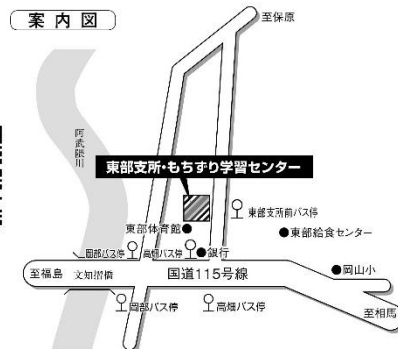 案内図
至保原
阿武隈川
東部支所・もちずり学習センター
東部支所前バス停
東部体育館
東部給食センター
岡部バス停
高畑バス停
銀行
岡山小
至福島
文知摺橋
国道115号線
岡部バス停
高畑バス停
至相馬